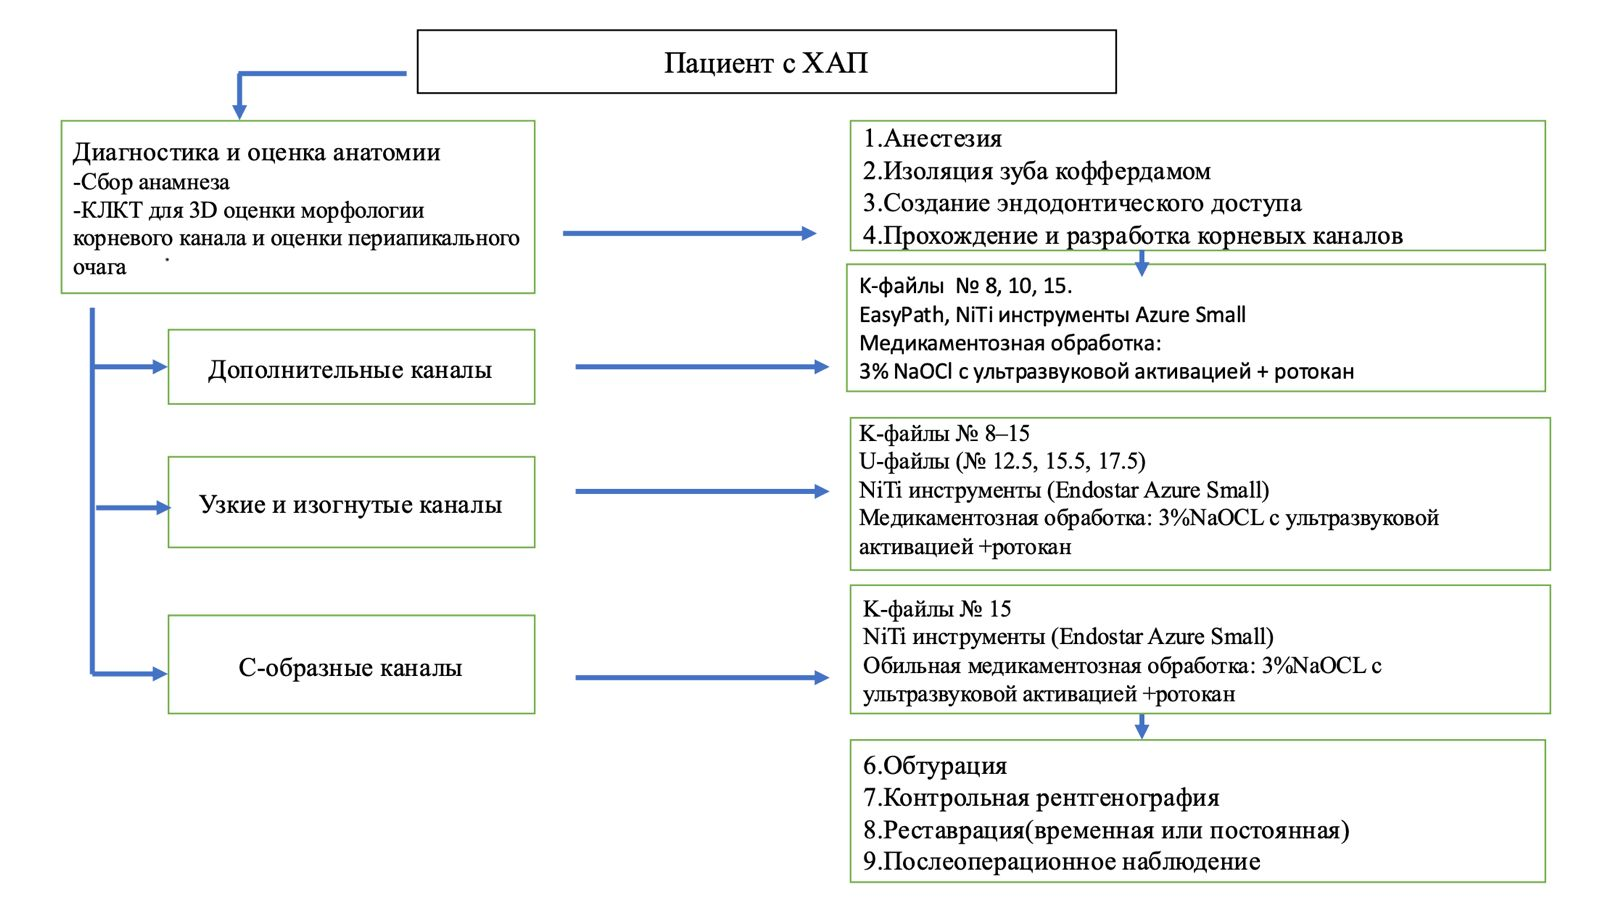 Пациент с ХАП
Диагностика и оценка анатомии
-Сбор анамнеза
-КЛКТ для 3D оценки морфологии
корневого канала и оценки периапикального
очага
1.Анестезия
2.Изоляция зуба коффердамом
3.Создание эндодонтического доступа
4.Прохождение и разработка корневых каналов
Дополнительные каналы
К-файлы № 8, 10, 15.
EasyPath, NiTi инструменты Azure Small
Медикаментозная обработка:
3% NaOCl с ультразвуковой активацией + ротокан
Узкие и изогнутые каналы
К-файлы № 8–15
U-файлы (№ 12.5, 15.5, 17.5)
NiTi инструменты (Endostar Azure Small)
Медикаментозная обработка: 3%NaOCL с ультразвуковой
активацией +ротокан
С-образные каналы
К-файлы № 15
NiTi инструменты (Endostar Azure Small)
Обильная медикаментозная обработка: 3%NaOCL с
ультразвуковой активацией +ротокан
6.Обтурация
7.Контрольная рентгенография
8.Реставрация(временная или постоянная)
9.Послеоперационное наблюдение